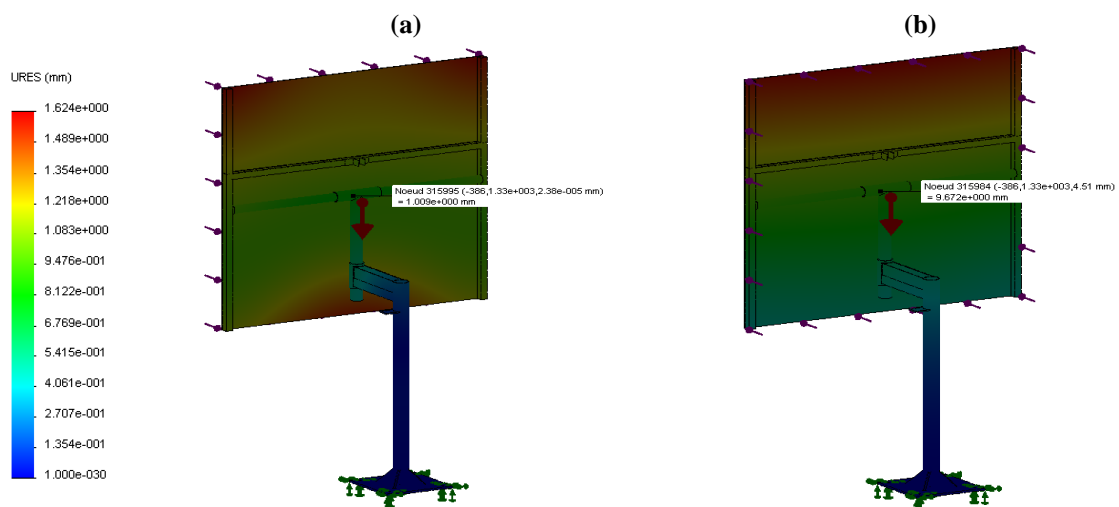 (a)
(b)
URES (mm)
1.624e+000
1.489e+000
1.354e+000
1.218e+000
1.083e+000
9.476e-001
8.122e-001
6.769e-001
5.415e-001
4.061e-001
2.707e-001
1.354e-001
1.000e-030
Noeud 315995 (-386,1.33e+003,2.38e-005 mm)
= 1.009e+000 mm
Noeud 315984 (-386,1.33e+003,4.51 mm)
= 9.672e+000 mm